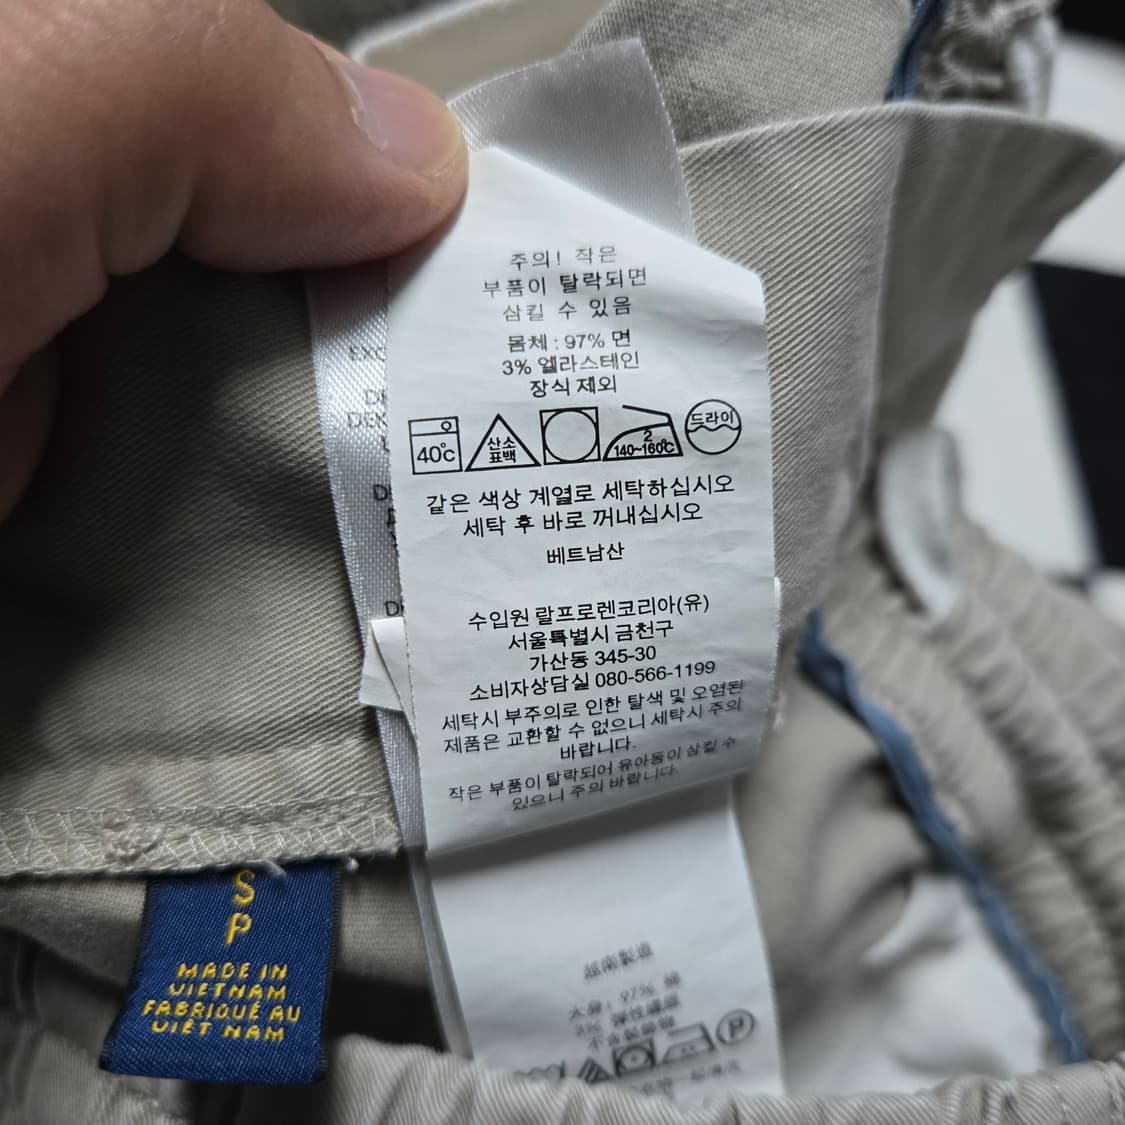 주의! 작은
부품이 탈락되면
삼킬 수 있음
몸체 : 97% 면
3% 엘라스테인
장식 제외
40℃
산소
표백
2
140~160℃
드라이
같은 색상 계열로 세탁하십시오
세탁 후 바로 꺼내십시오
베트남산
수입원 랄프로렌코리아(유)
서울특별시 금천구
가산동 345-30
소비자상담실 080-566-1199
세탁시 부주의로 인한 탈색 및 오염된
제품은 교환할 수 없으니 세탁시 주의
바랍니다.
작은 부품이 탈락되어 유아동이 삼킬 수
있으니 주의 바랍니다.
S
P
MADE IN
VIETNAM
FABRIQUÉ AU
VIÊT NAM
越南製造
大身: 97% 棉
3%
P